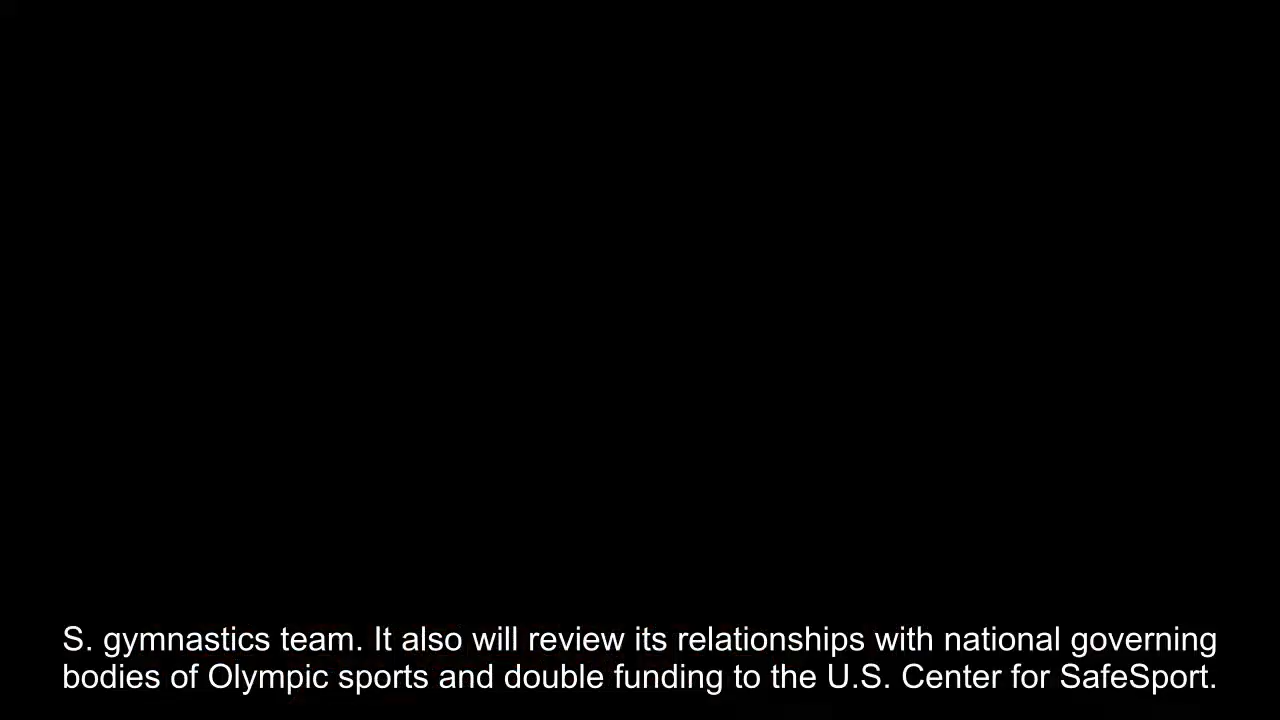 S. gymnastics team. It also will review its relationships with national governing
bodies of Olympic sports and double funding to the U.S. Center for SafeSport.